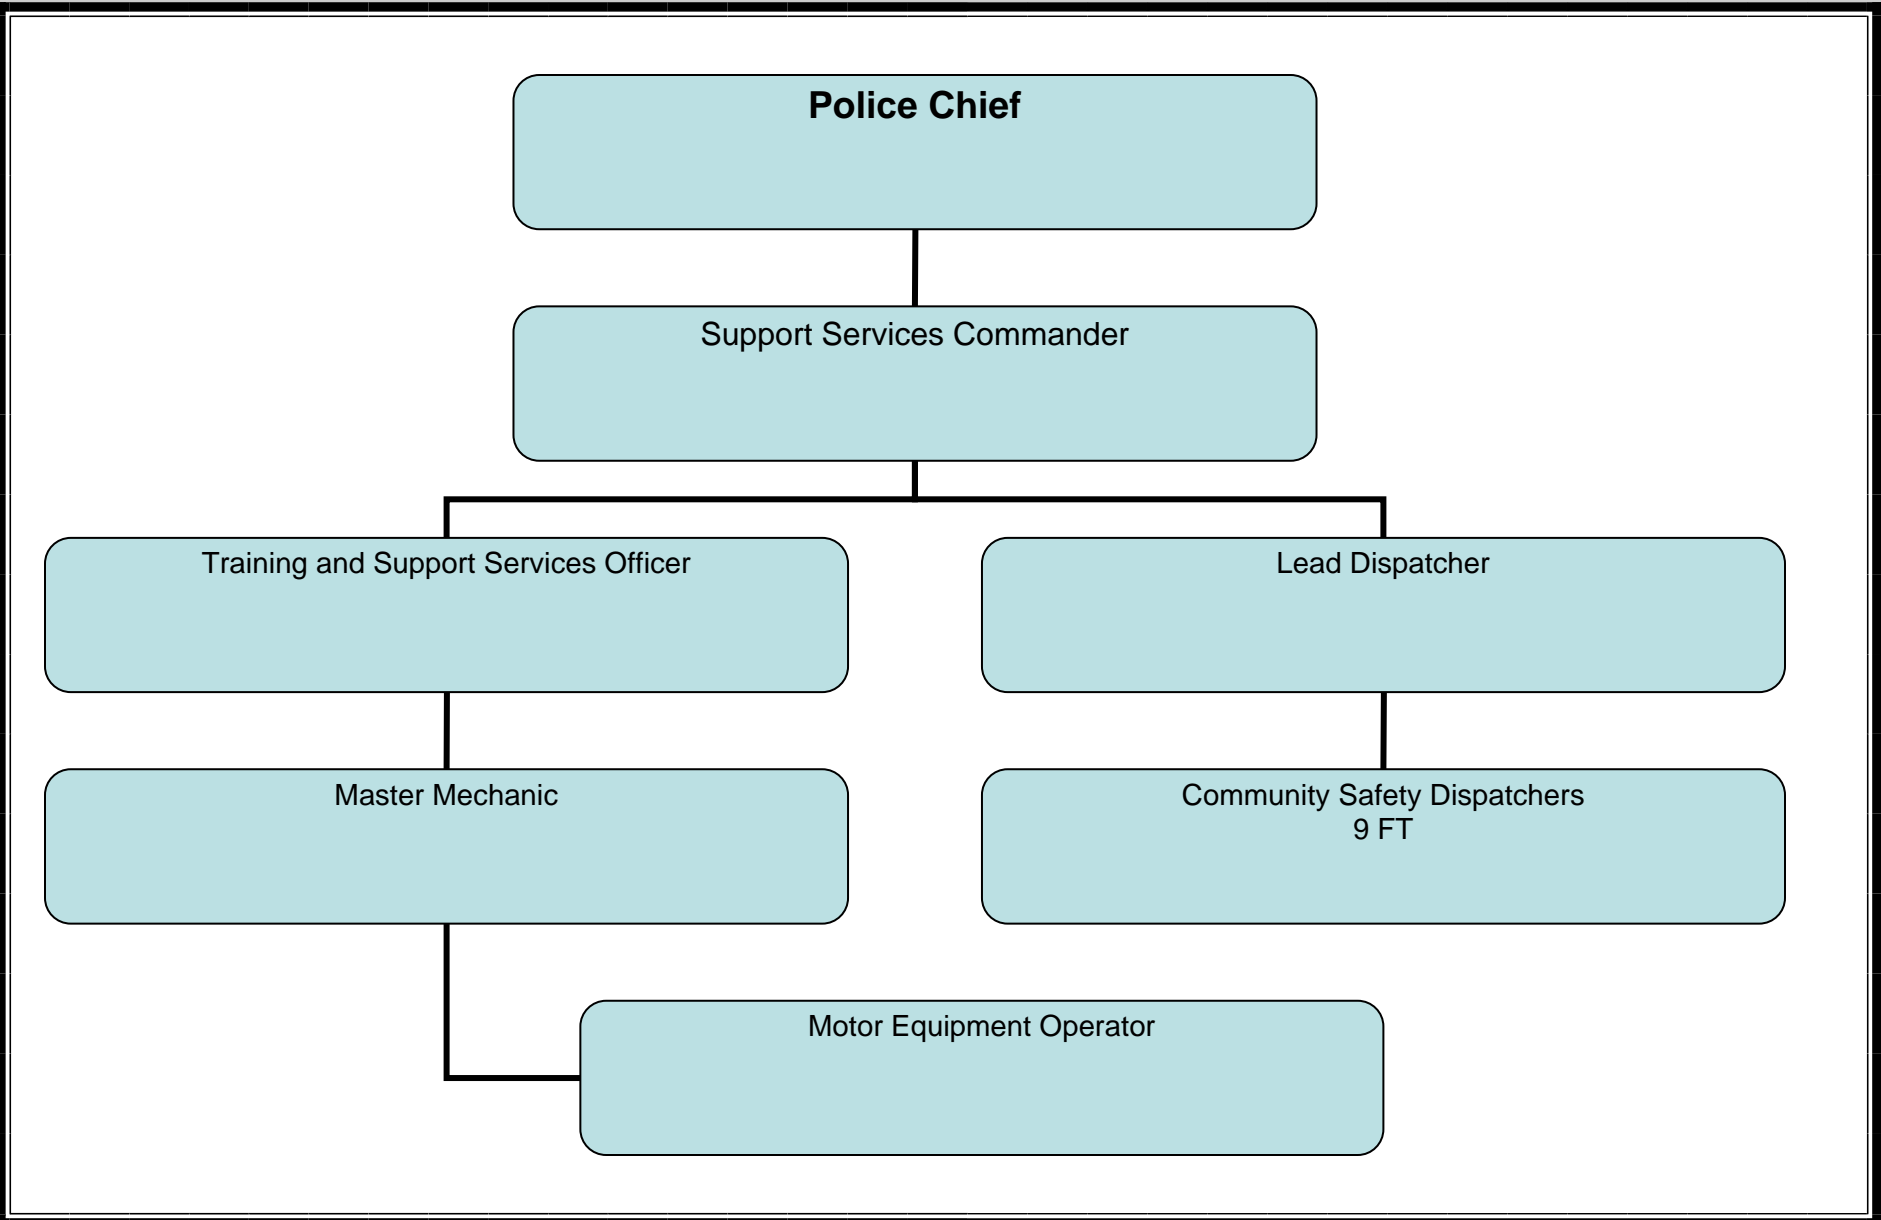 Police Chief
Support Services Commander
Training and Support Services Officer
Lead Dispatcher
Master Mechanic
Community Safety Dispatchers
9 FT
Motor Equipment Operator